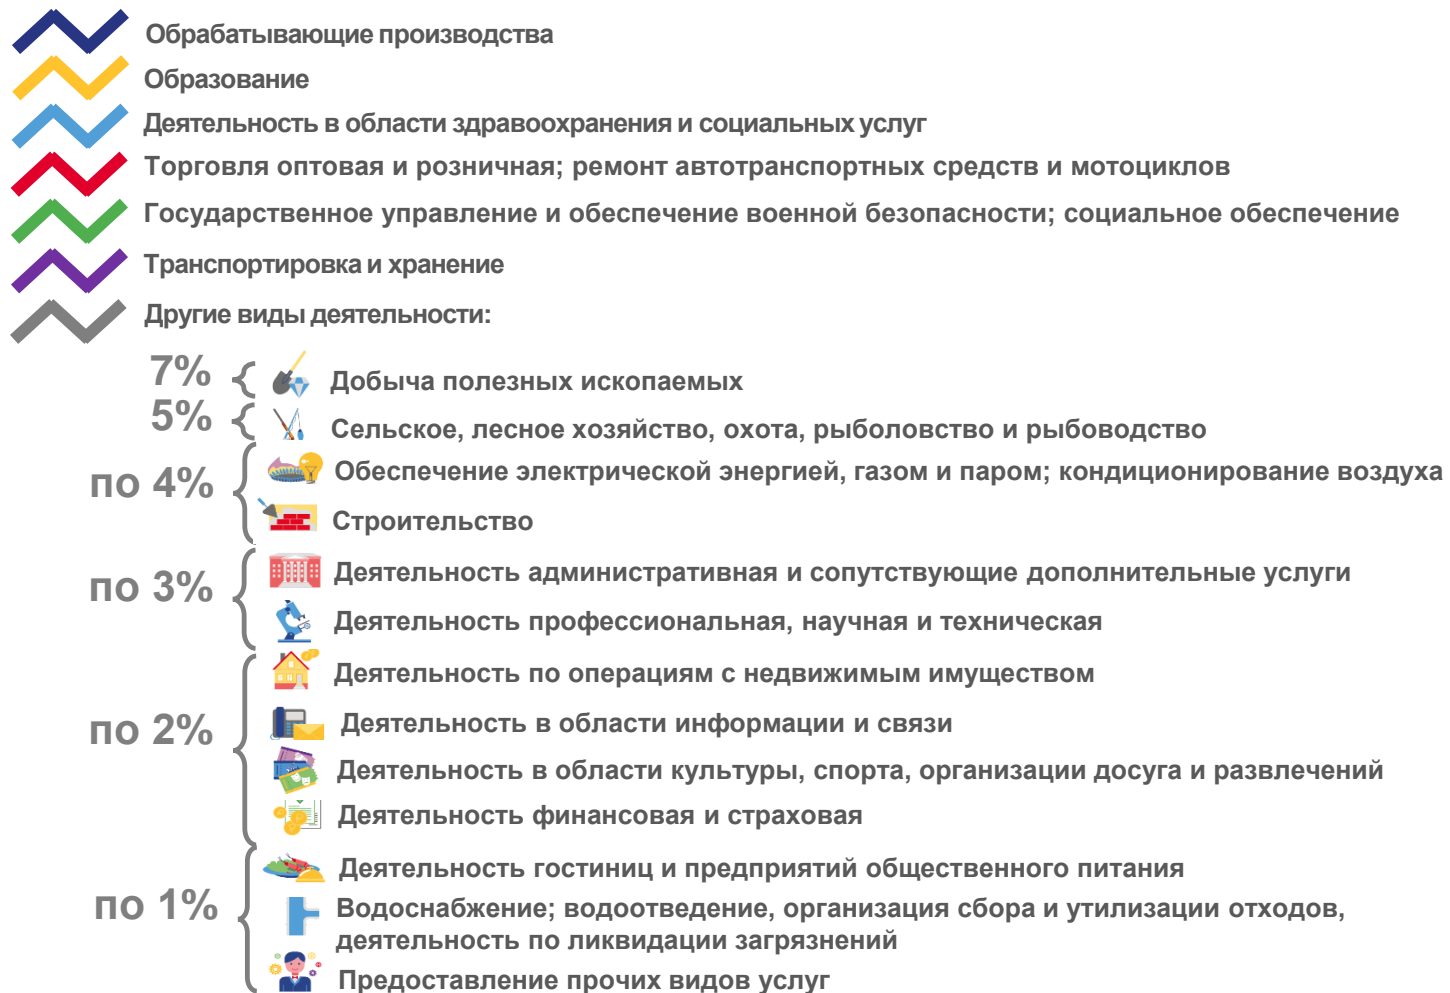 Обрабатывающие производства
Образование
Деятельность в области здравоохранения и социальных услуг
Торговля оптовая и розничная; ремонт автотранспортных средств и мотоциклов
Государственное управление и обеспечение военной безопасности; социальное обеспечение
Транспортировка и хранение
Другие виды деятельности:
7%
Добыча полезных ископаемых
5%
Сельское, лесное хозяйство, охота, рыболовство и рыбоводство
по 4%
Обеспечение электрической энергией, газом и паром; кондиционирование воздуха
Строительство
по 3%
Деятельность административная и сопутствующие дополнительные услуги
Деятельность профессиональная, научная и техническая
по 2%
Деятельность по операциям с недвижимым имуществом
Деятельность в области информации и связи
Деятельность в области культуры, спорта, организации досуга и развлечений
Деятельность финансовая и страховая
по 1%
Деятельность гостиниц и предприятий общественного питания
Водоснабжение; водоотведение, организация сбора и утилизации отходов,
деятельность по ликвидации загрязнений
Предоставление прочих видов услуг